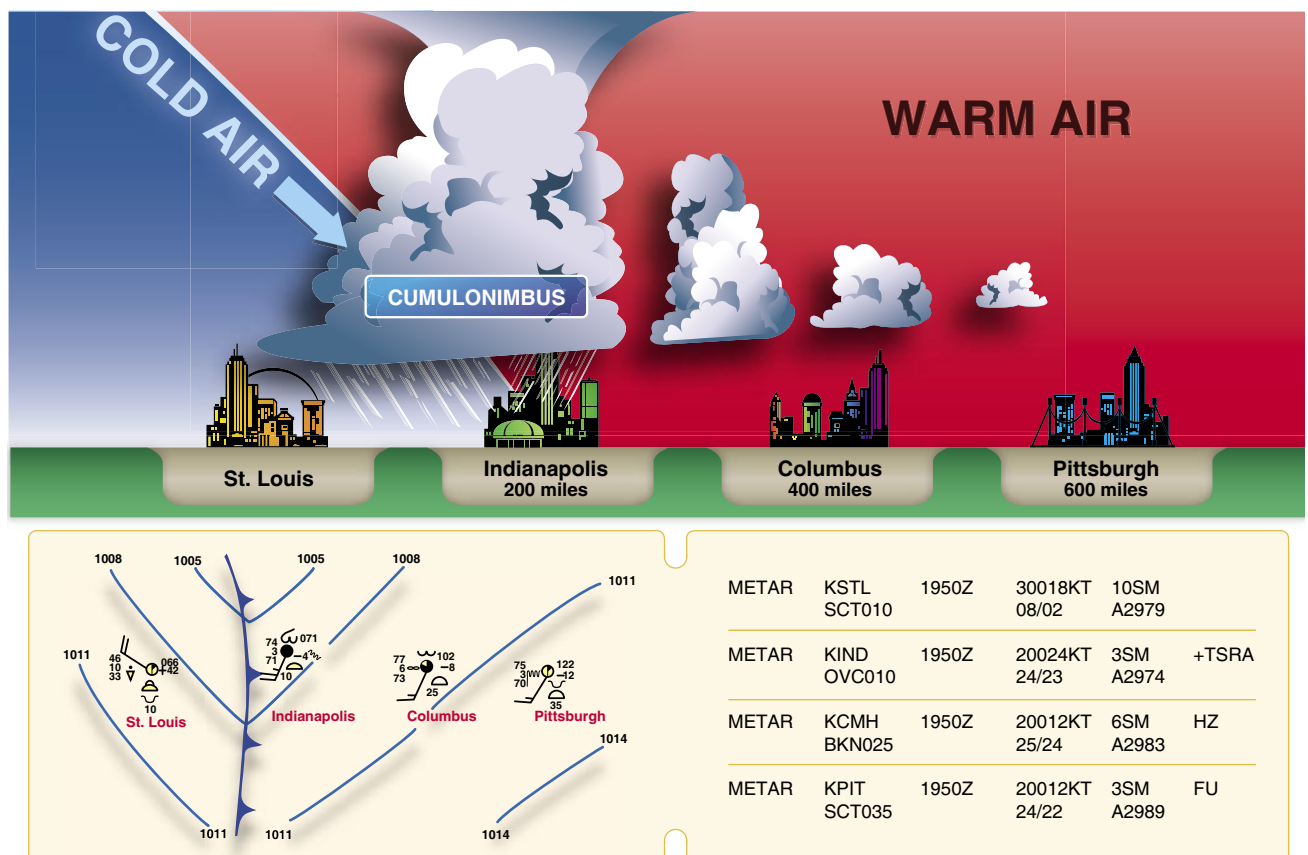 COLD AIR
WARM AIR
CUMULONIMBUS
St. Louis
Indianapolis
200 miles
Columbus
400 miles
Pittsburgh
600 miles
1008
1005
1005
1008
1011
1011
46
10
33
066
+42
10
St. Louis
74
3
71
071
−4
10
Indianapolis
77
6
73
102
−8
25
Columbus
75
3
70
122
−12
35
Pittsburgh
1014
1011
1011
1014
METAR KSTL 1950Z 30018KT 10SM
SCT010 08/02 A2979
METAR KIND 1950Z 20024KT 3SM +TSRA
OVC010 24/23 A2974
METAR KCMH 1950Z 20012KT 6SM HZ
BKN025 25/24 A2983
METAR KPIT 1950Z 20012KT 3SM FU
SCT035 24/22 A2989